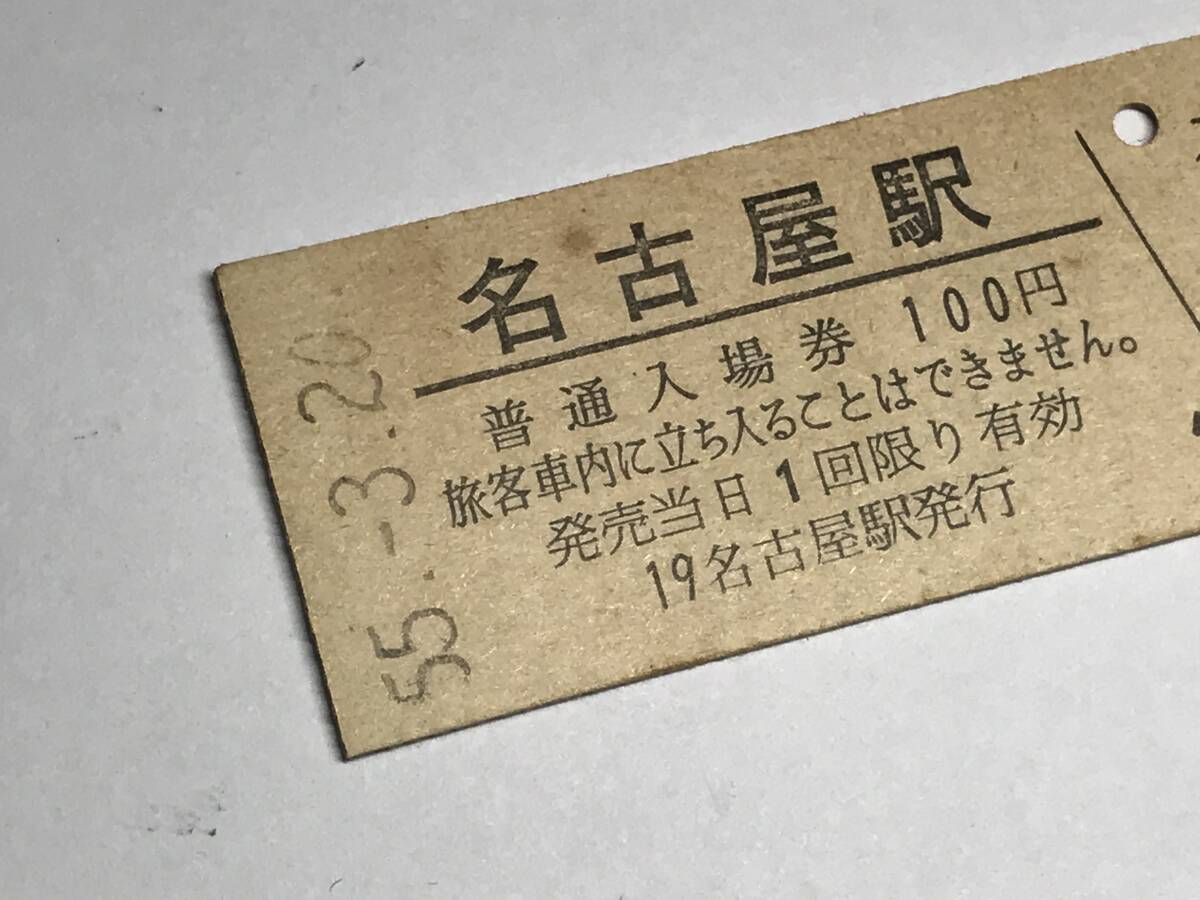 名古屋駅
普通入場券 100円
旅客車内に立ち入ることはできません。
発売当日1回限り有効
19名古屋駅発行
55.-3.20